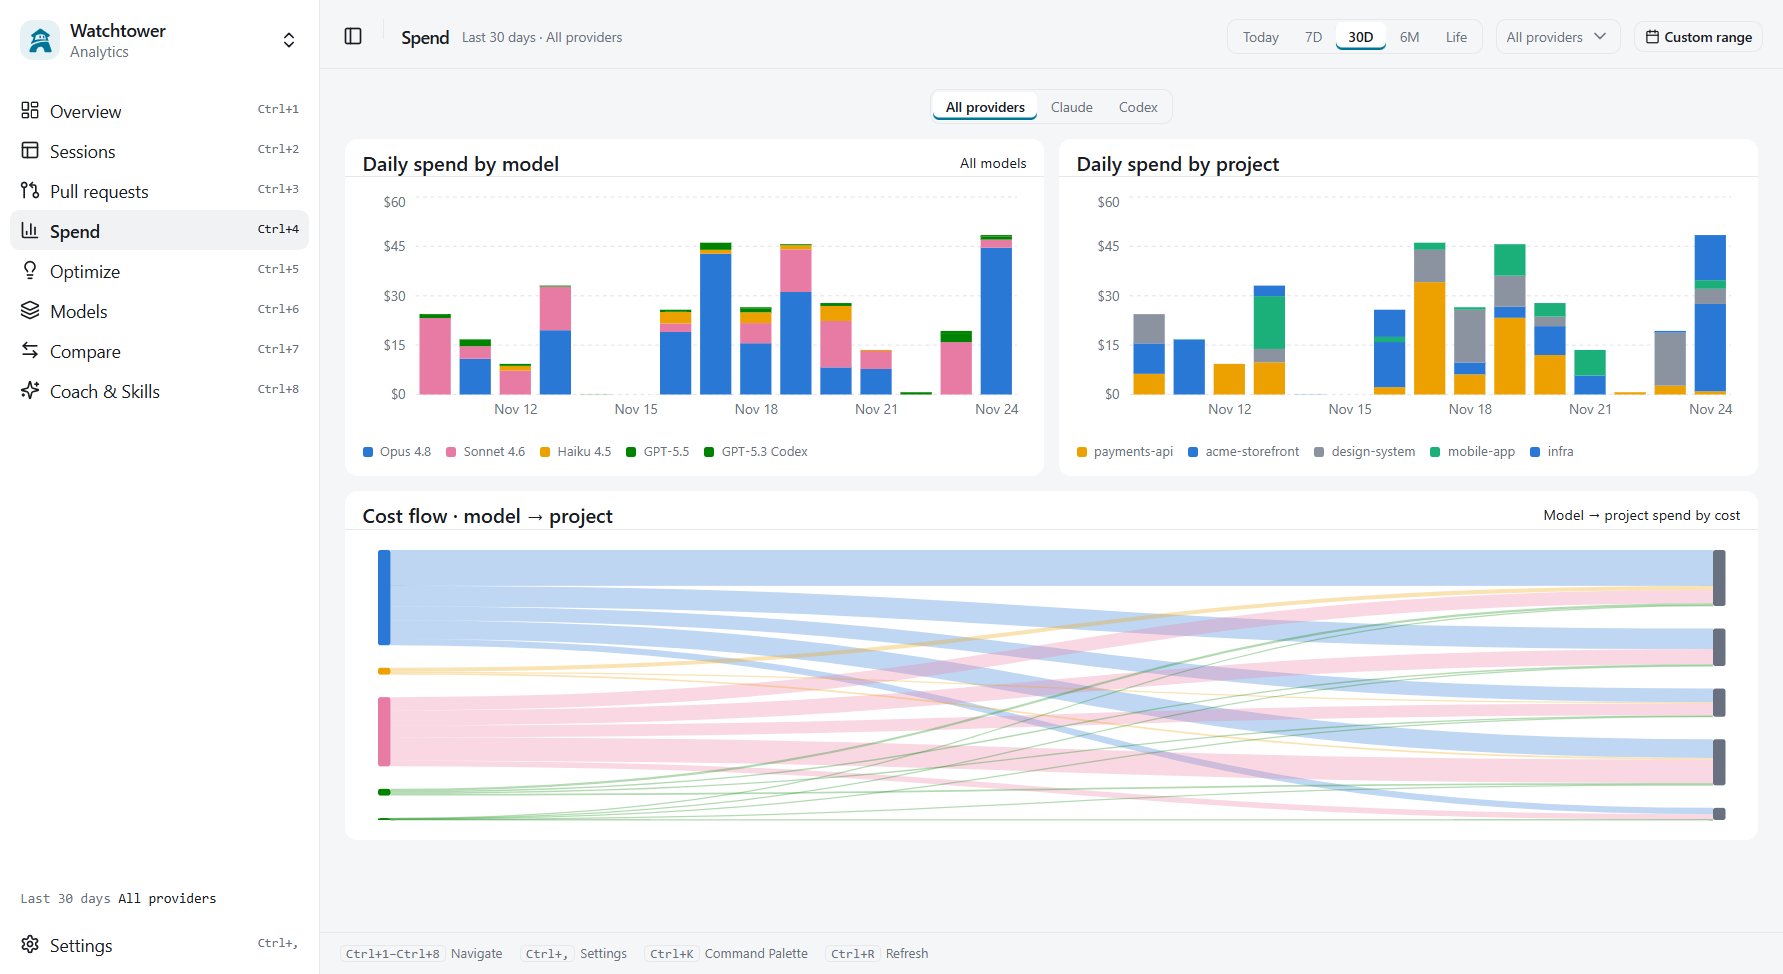 Watchtower
Analytics
Overview Ctrl+1
Sessions Ctrl+2
Pull requests Ctrl+3
Spend Ctrl+4
Optimize Ctrl+5
Models Ctrl+6
Compare Ctrl+7
Coach & Skills Ctrl+8
Last 30 days All providers
Settings Ctrl+,
Spend Last 30 days · All providers
Today 7D 30D 6M Life All providers Custom range
All providers Claude Codex
Daily spend by model All models
$60
$45
$30
$15
$0
Nov 12 Nov 15 Nov 18 Nov 21 Nov 24
Opus 4.8 Sonnet 4.6 Haiku 4.5 GPT-5.5 GPT-5.3 Codex
Daily spend by project
$60
$45
$30
$15
$0
Nov 12 Nov 15 Nov 18 Nov 21 Nov 24
payments-api acme-storefront design-system mobile-app infra
Cost flow · model → project Model → project spend by cost
Ctrl+1–Ctrl+8 Navigate Ctrl+, Settings Ctrl+K Command Palette Ctrl+R Refresh